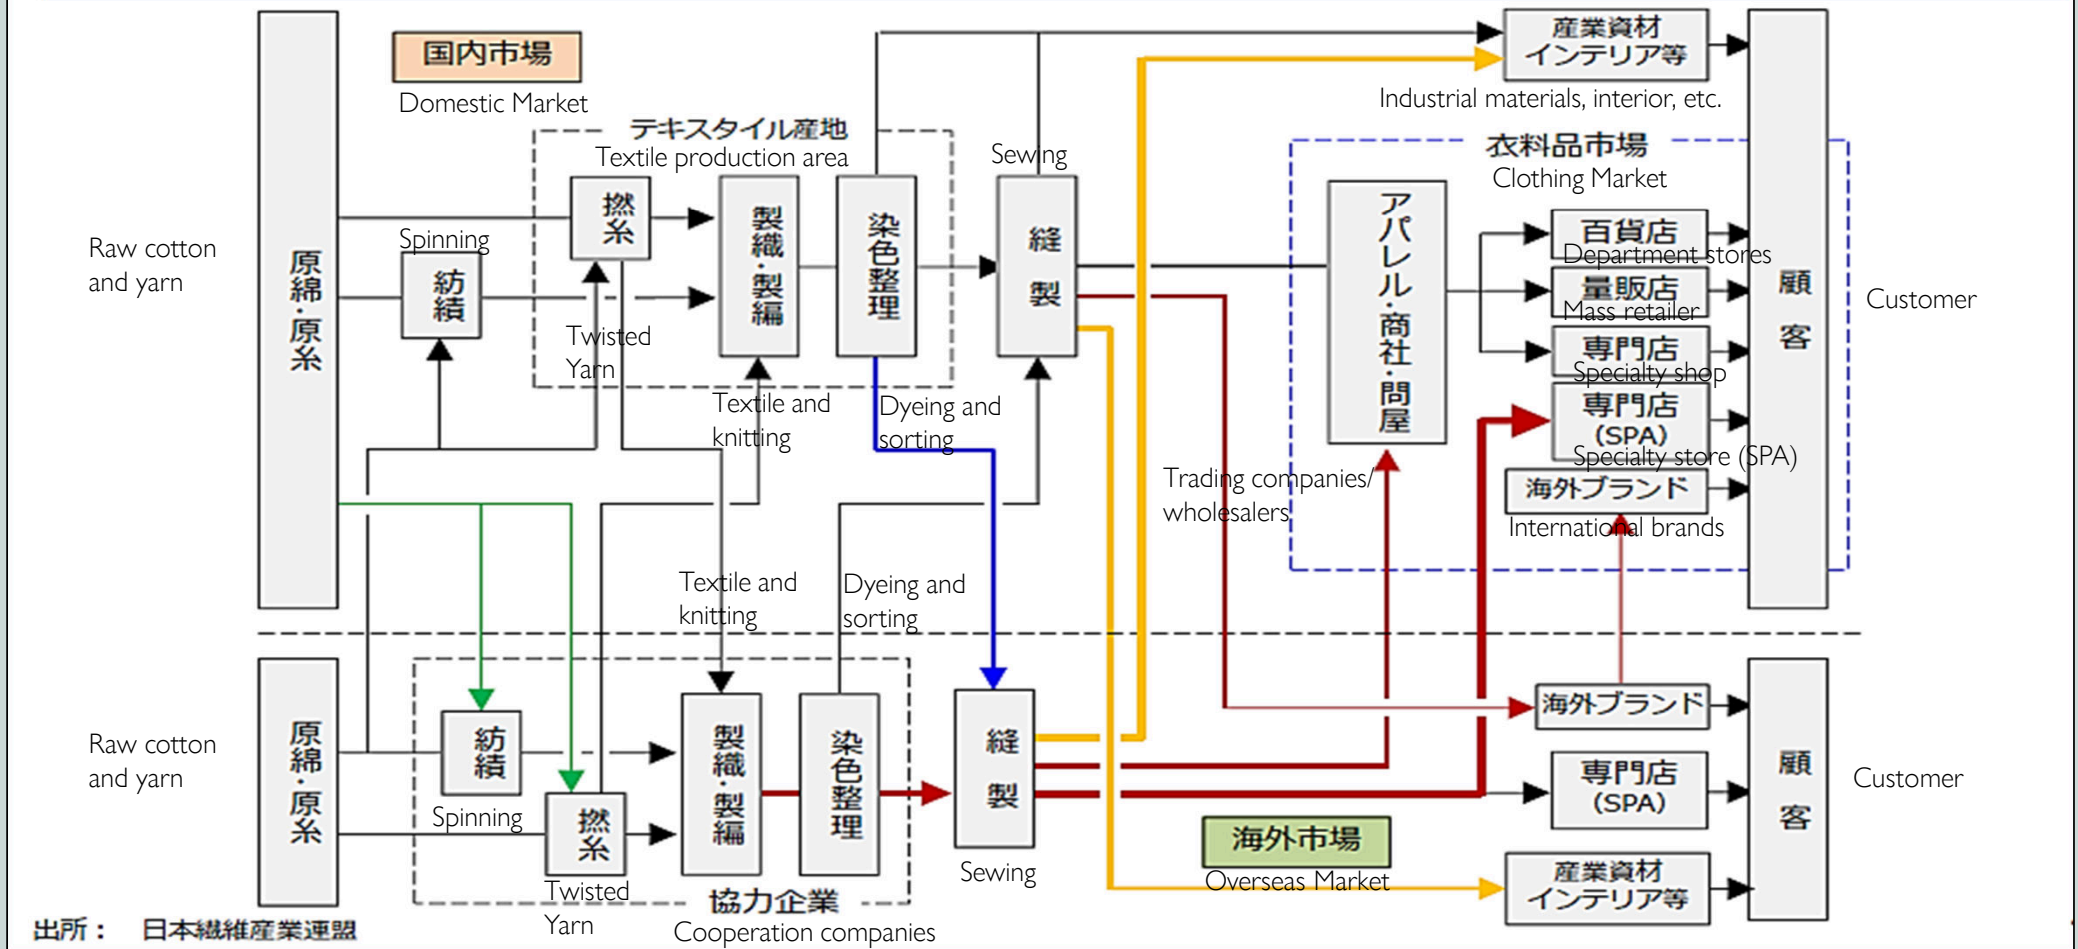 国内市場
Domestic Market
産業資材
インテリア等
Industrial materials, interior, etc.
テキスタイル産地
Textile production area
Sewing
衣料品市場
Clothing Market
Raw cotton
and yarn
原綿・原糸
Spinning
紡績
撚糸
Twisted
Yarn
製織・製編
Textile and
knitting
染色整理
Dyeing and
sorting
縫製
アパレル・商社・問屋
Trading companies/
wholesalers
百貨店
Department stores
量販店
Mass retailer
専門店
Specialty shop
専門店
(SPA)
Specialty store (SPA)
海外ブランド
International brands
顧客
Customer
Textile and
knitting
Dyeing and
sorting
Raw cotton
and yarn
原綿・原糸
紡績
Spinning
撚糸
Twisted
Yarn
製織・製編
染色整理
協力企業
Cooperation companies
縫製
Sewing
海外市場
Overseas Market
海外ブランド
専門店
(SPA)
産業資材
インテリア等
顧客
Customer
出所： 日本繊維産業連盟